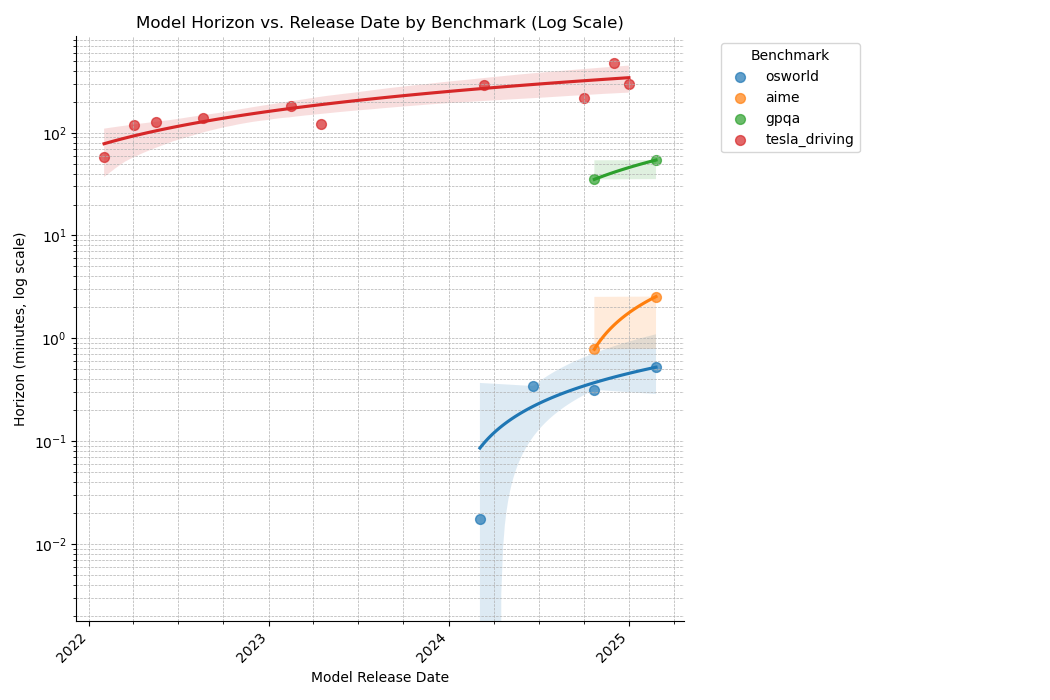 Model Horizon vs. Release Date by Benchmark (Log Scale)
Benchmark
osworld
aime
gpqa
tesla_driving
Horizon (minutes, log scale)
10²
10¹
10⁰
10⁻¹
10⁻²
2022
2023
2024
2025
Model Release Date